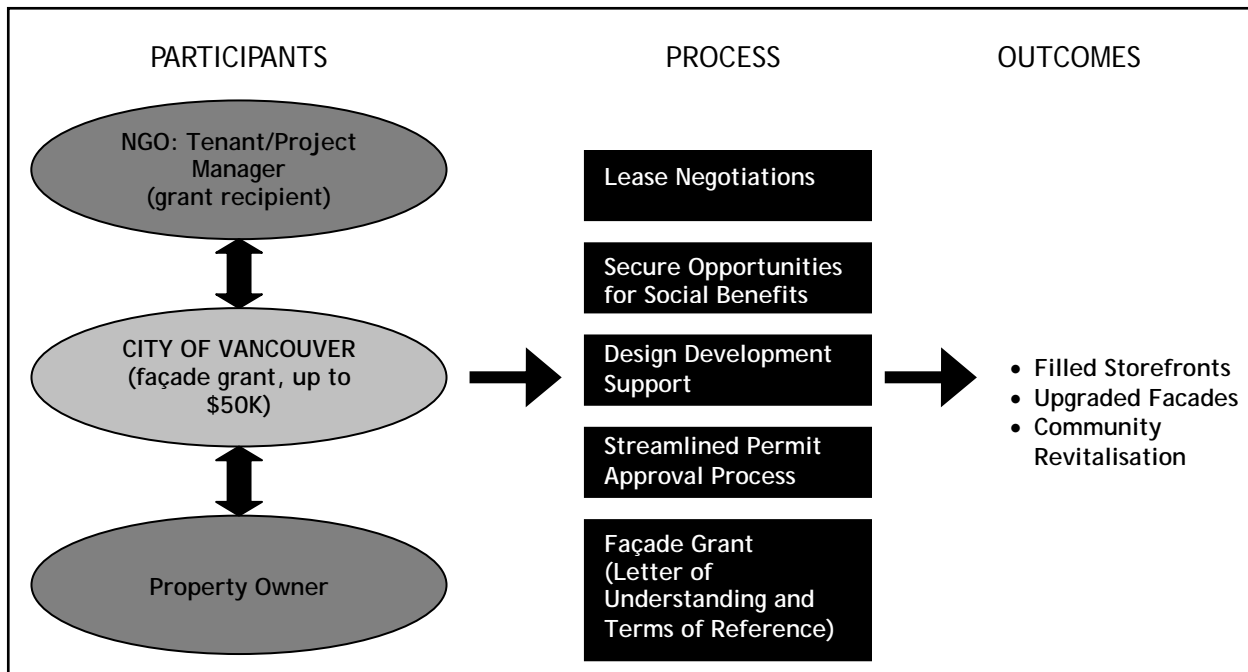 PARTICIPANTS
NGO: Tenant/Project
Manager
(grant recipient)
CITY OF VANCOUVER
(façade grant, up to
$50K)
Property Owner
PROCESS
Lease Negotiations
Secure Opportunities
for Social Benefits
Design Development
Support
Streamlined Permit
Approval Process
Façade Grant
(Letter of
Understanding and
Terms of Reference)
OUTCOMES
• Filled Storefronts
• Upgraded Facades
• Community
Revitalisation